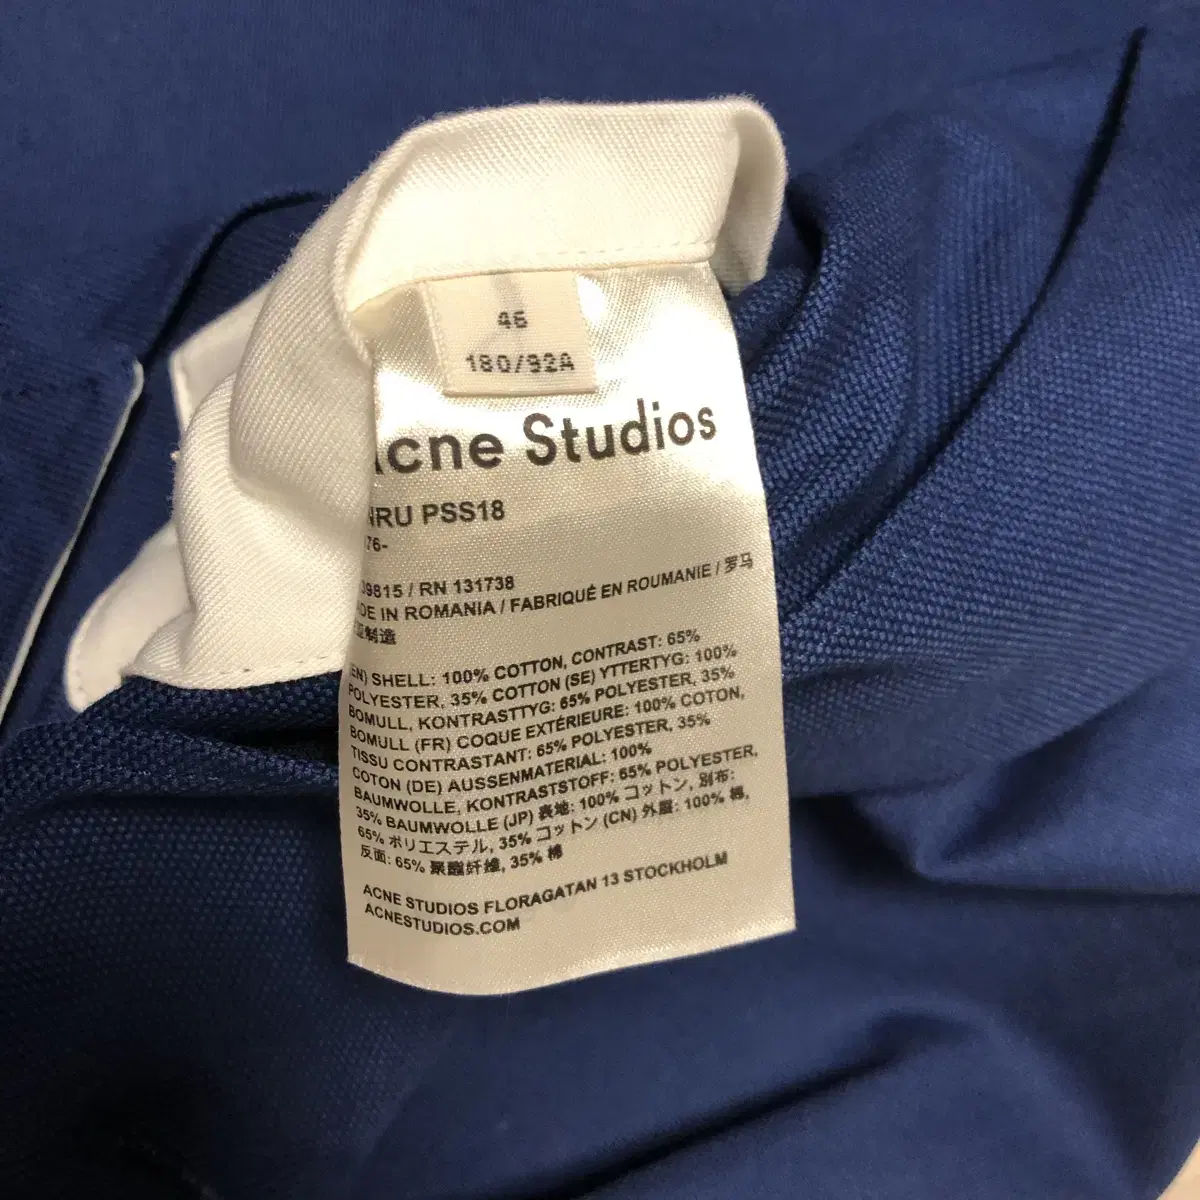 46
180/92A
Acne Studios
HRU PSS18
76-
09815 / RN 131738
DE IN ROMANIA / FABRIQUÉ EN ROUMANIE / 罗马
制造
EN) SHELL: 100% COTTON, CONTRAST: 65%
POLYESTER, 35% COTTON (SE) YTTERTYG: 100%
BOMULL, KONTRASTTYG: 65% POLYESTER, 35%
BOMULL (FR) COQUE EXTÉRIEURE: 100% COTON,
TISSU CONTRASTANT: 65% POLYESTER, 35%
COTON (DE) AUSSENMATERIAL: 100%
BAUMWOLLE, KONTRASTSTOFF: 65% POLYESTER,
35% BAUMWOLLE (JP) 表地: 100% コットン, 別布:
65% ポリエステル, 35% コットン (CN) 外層: 100% 棉,
反面: 65% 聚酯纤维, 35% 棉
ACNE STUDIOS FLORAGATAN 13 STOCKHOLM
ACNESTUDIOS.COM